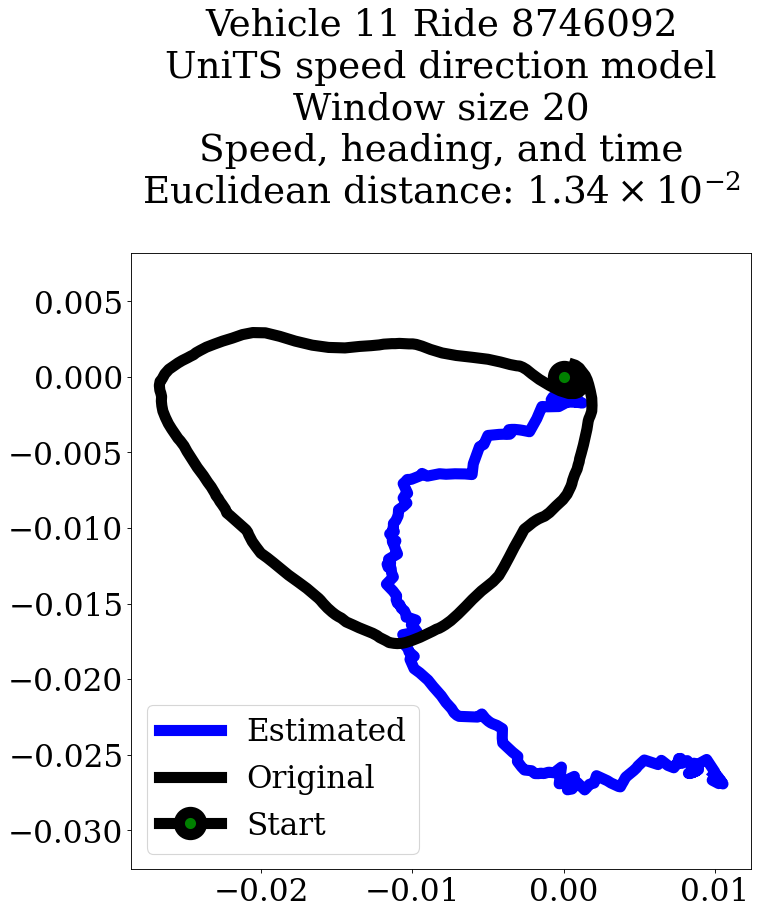 Vehicle 11 Ride 8746092
UniTS speed direction model
Window size 20
Speed, heading, and time
Euclidean distance: 1.34 × 10⁻²
0.005
0.000
−0.005
−0.010
−0.015
−0.020
−0.025
−0.030
Estimated
Original
Start
−0.02 −0.01 0.00 0.01